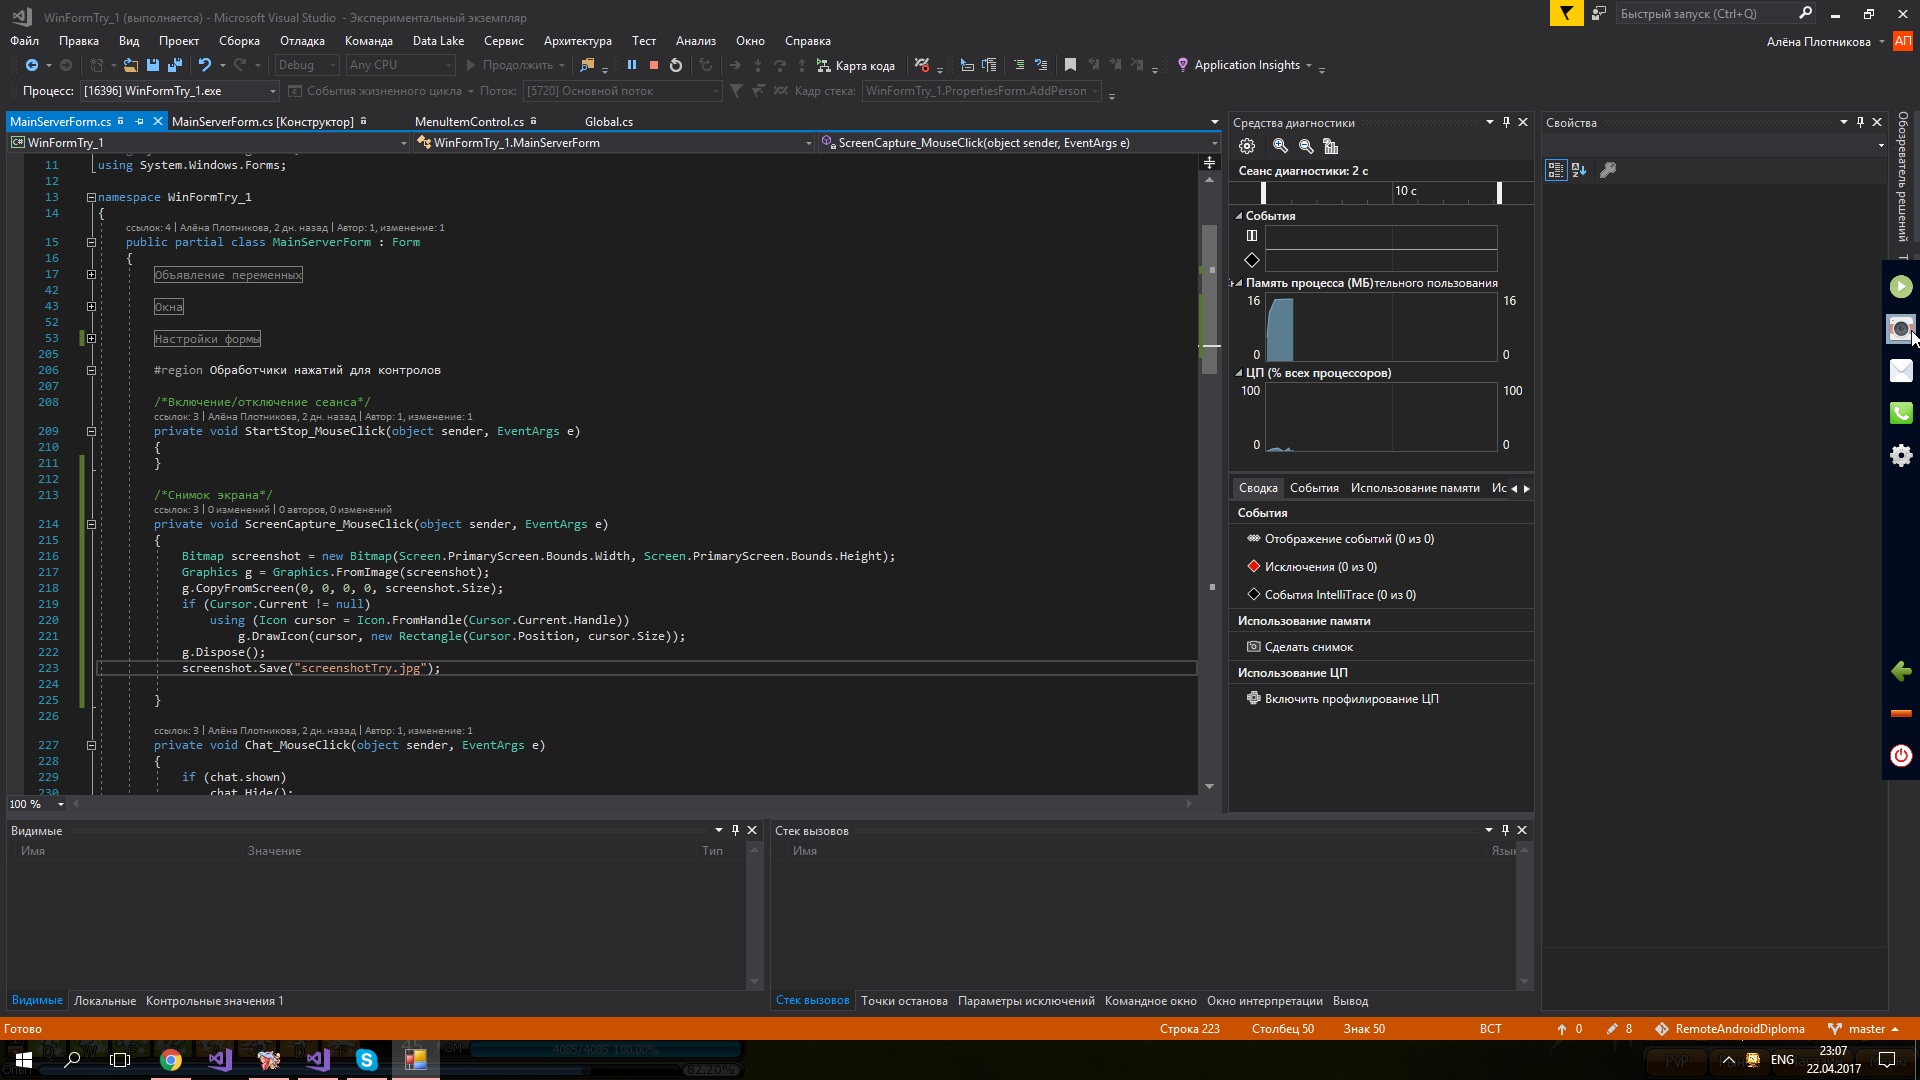 WinFormTry_1 (выполняется) - Microsoft Visual Studio - Экспериментальный экземпляр
Быстрый запуск (Ctrl+Q)
Файл Правка Вид Проект Сборка Отладка Команда Data Lake Сервис Архитектура Тест Анализ Окно Справка
Алёна Плотникова АП
Debug Any CPU Продолжить Карта кода Application Insights
Процесс: [16396] WinFormTry_1.exe События жизненного цикла Поток: [5720] Основной поток Кадр стека: WinFormTry_1.PropertiesForm.AddPerson
MainServerForm.cs MainServerForm.cs [Конструктор] MenuItemControl.cs Global.cs
WinFormTry_1 WinFormTry_1.MainServerForm ScreenCapture_MouseClick(object sender, EventArgs e)
11 using System.Windows.Forms;
12
13 namespace WinFormTry_1
14 {
ссылок: 4 | Алёна Плотникова, 2 дн. назад | Автор: 1, изменение: 1
15 public partial class MainServerForm : Form
16 {
17 Объявление переменных
42
43 Окна
52
53 Настройки формы
205
206 #region Обработчики нажатий для контролов
207
208 /*Включение/отключение сеанса*/
ссылок: 3 | Алёна Плотникова, 2 дн. назад | Автор: 1, изменение: 1
209 private void StartStop_MouseClick(object sender, EventArgs e)
210 {
211 }
212
213 /*Снимок экрана*/
ссылок: 3 | 0 изменений | 0 авторов, 0 изменений
214 private void ScreenCapture_MouseClick(object sender, EventArgs e)
215 {
216 Bitmap screenshot = new Bitmap(Screen.PrimaryScreen.Bounds.Width, Screen.PrimaryScreen.Bounds.Height);
217 Graphics g = Graphics.FromImage(screenshot);
218 g.CopyFromScreen(0, 0, 0, 0, screenshot.Size);
219 if (Cursor.Current != null)
220 using (Icon cursor = Icon.FromHandle(Cursor.Current.Handle))
221 g.DrawIcon(cursor, new Rectangle(Cursor.Position, cursor.Size));
222 g.Dispose();
223 screenshot.Save("screenshotTry.jpg");
224
225 }
226
ссылок: 3 | Алёна Плотникова, 2 дн. назад | Автор: 1, изменение: 1
227 private void Chat_MouseClick(object sender, EventArgs e)
228 {
229 if (chat.shown)
230 chat.Hide();
100 %
Средства диагностики
Сеанс диагностики: 2 с
10 с
События
Память процесса (МБ)тельного пользования
16 16
0 0
ЦП (% всех процессоров)
100 100
0 0
Сводка События Использование памяти Ис
События
Отображение событий (0 из 0)
Исключения (0 из 0)
События IntelliTrace (0 из 0)
Использование памяти
Сделать снимок
Использование ЦП
Включить профилирование ЦП
Свойства
Обозреватель решений
Видимые
Имя Значение Тип
Видимые Локальные Контрольные значения 1
Стек вызовов
Имя Язык
Стек вызовов Точки останова Параметры исключений Командное окно Окно интерпретации Вывод
Готово Строка 223 Столбец 50 Знак 50 ВСТ 0 8 RemoteAndroidDiploma master
4085/4085 100.00%
82.20%
PvP
ENG
23:07
22.04.2017